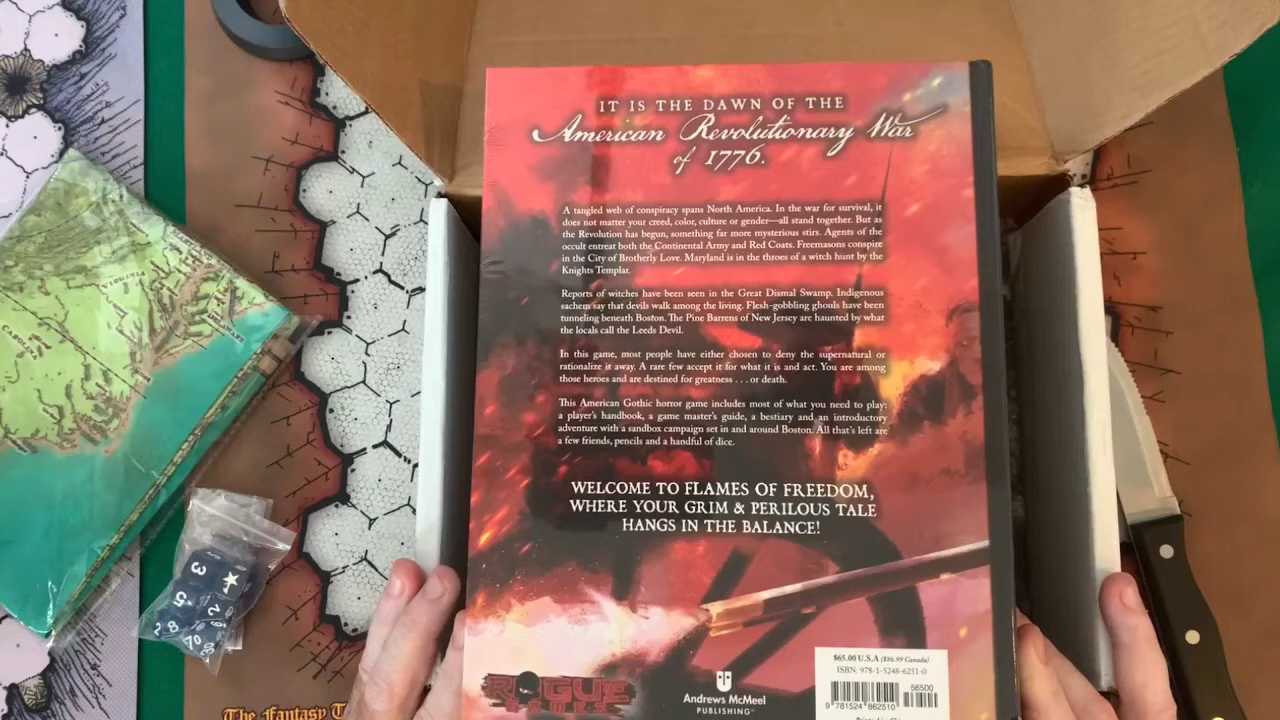 IT IS THE DAWN OF THE
American Revolutionary War
of 1776.
A tangled web of conspiracy spans North America. In the war for survival, it
does not matter your creed, color, culture or gender—all stand together. But as
the Revolution has begun, something far more mysterious stirs. Agents of the
occult entreat both the Continental Army and Red Coats. Freemasons conspire
in the City of Brotherly Love. Maryland is in the throes of a witch hunt by the
Knights Templar.
Reports of witches have been seen in the Great Dismal Swamp. Indigenous
sachem say that devils walk among the living. Flesh-gobbling ghouls have been
tunneling beneath Boston. The Pine Barrens of New Jersey are haunted by what
the locals call the Leeds Devil.
In this game, most people have either chosen to deny the supernatural or
rationalize it away. A rare few accept it for what it is and act. You are among
those heroes and are destined for greatness . . . or death.
This American Gothic horror game includes most of what you need to play:
a player's handbook, a game master's guide, a bestiary and an introductory
adventure with a sandbox campaign set in and around Boston. All that's left are
a few friends, pencils and a handful of dice.
WELCOME TO FLAMES OF FREEDOM,
WHERE YOUR GRIM & PERILOUS TALE
HANGS IN THE BALANCE!
ROGUE
GAMES
Andrews McMeel
PUBLISHING
$65.00 U.S.A ($86.99 Canada)
ISBN: 978-1-5248-6251-0
56500
9 781524 862510
Printed in
VIRGINIA
CAROLINA
3
5
2
2 8
10
The Fantasy